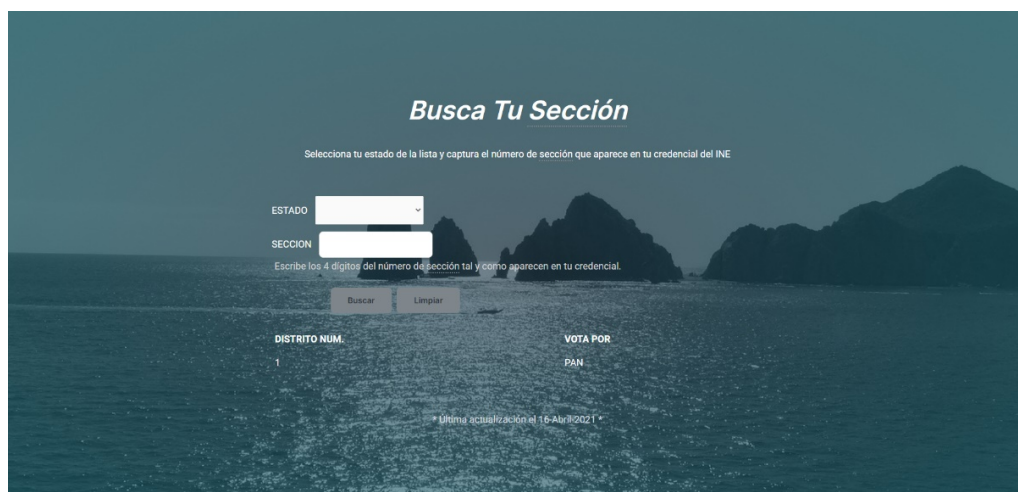 Busca Tu Sección
Selecciona tu estado de la lista y captura el número de sección que aparece en tu credencial del INE
ESTADO
SECCION
Escribe los 4 dígitos del número de sección tal y como aparecen en tu credencial.
Buscar Limpiar
DISTRITO NUM. VOTA POR
1 PAN
* Última actualización el 16-Abril-2021 *